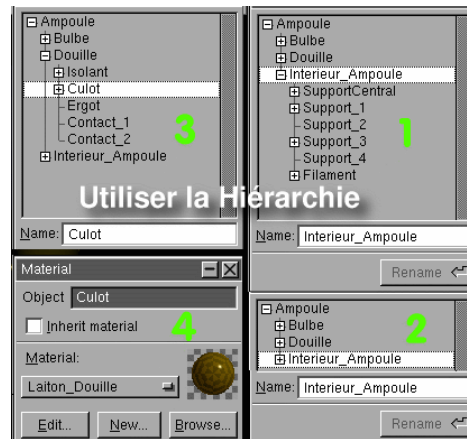 Ampoule
Bulbe
Douille
Isolant
Culot
Ergot
Contact_1
Contact_2
Interieur_Ampoule
3
Name: Culot
Ampoule
Bulbe
Douille
Interieur_Ampoule
SupportCentral
Support_1
Support_2
Support_3
Support_4
Filament
1
Name: Interieur_Ampoule
Rename
Utiliser la Hiérarchie
Material
Object Culot
Inherit material
4
Material:
Laiton_Douille
Edit... New... Browse...
Ampoule
Bulbe
Douille
Interieur_Ampoule
2
Name: Interieur_Ampoule
Rename